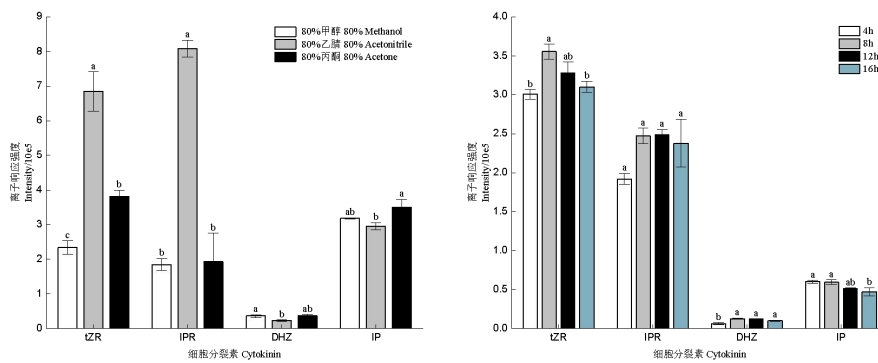 9
8
7
6
5
4
3
2
1
0
离子响应强度
Intensity/10e5
80%甲醇 80% Methanol
80%乙腈 80% Acetonitrile
80%丙酮 80% Acetone
c
a
b
b
a
b
a
b
ab
ab
b
a
tZR
IPR
DHZ
IP
细胞分裂素 Cytokinin
4.0
3.5
3.0
2.5
2.0
1.5
1.0
0.5
0.0
离子响应强度
Intensity/10e5
4h
8h
12h
16h
b
a
ab
b
a
a
a
a
b
a
a
a
a
a
ab
b
tZR
IPR
DHZ
IP
细胞分裂素 Cytokinin